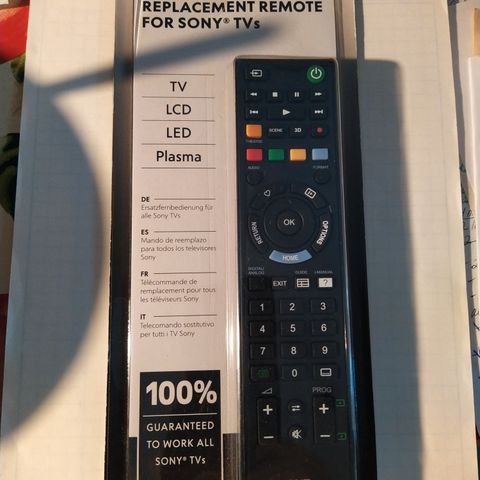 REPLACEMENT REMOTE
FOR SONY® TVs
TV
LCD
LED
Plasma
DE
Ersatzfernbedienung für
alle Sony TVs
ES
Mando de reemplazo
para todos los televisores
Sony
FR
Télécommande de
remplacement pour tous
les téléviseurs Sony
IT
Telecomando sostitutivo
per tutti i TV Sony
100%
GUARANTEED
TO WORK ALL
SONY® TVs
SCENE 3D
THEATRE
AUDIO FORMAT
OK
RETURN OPTIONS
HOME
DIGITAL/
ANALOG
GUIDE I-MANUAL
EXIT ?
1 2 3
4 5 6
7 8 9
0
PROG
+ +
− −